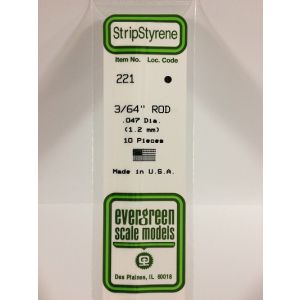 StripStyrene
Item No. Loc. Code
221
3/64" ROD
.047 Dia.
(1.2 mm)
10 Pieces
Made in U.S.A.
evergreen
scale models
Des Plaines, IL 60018